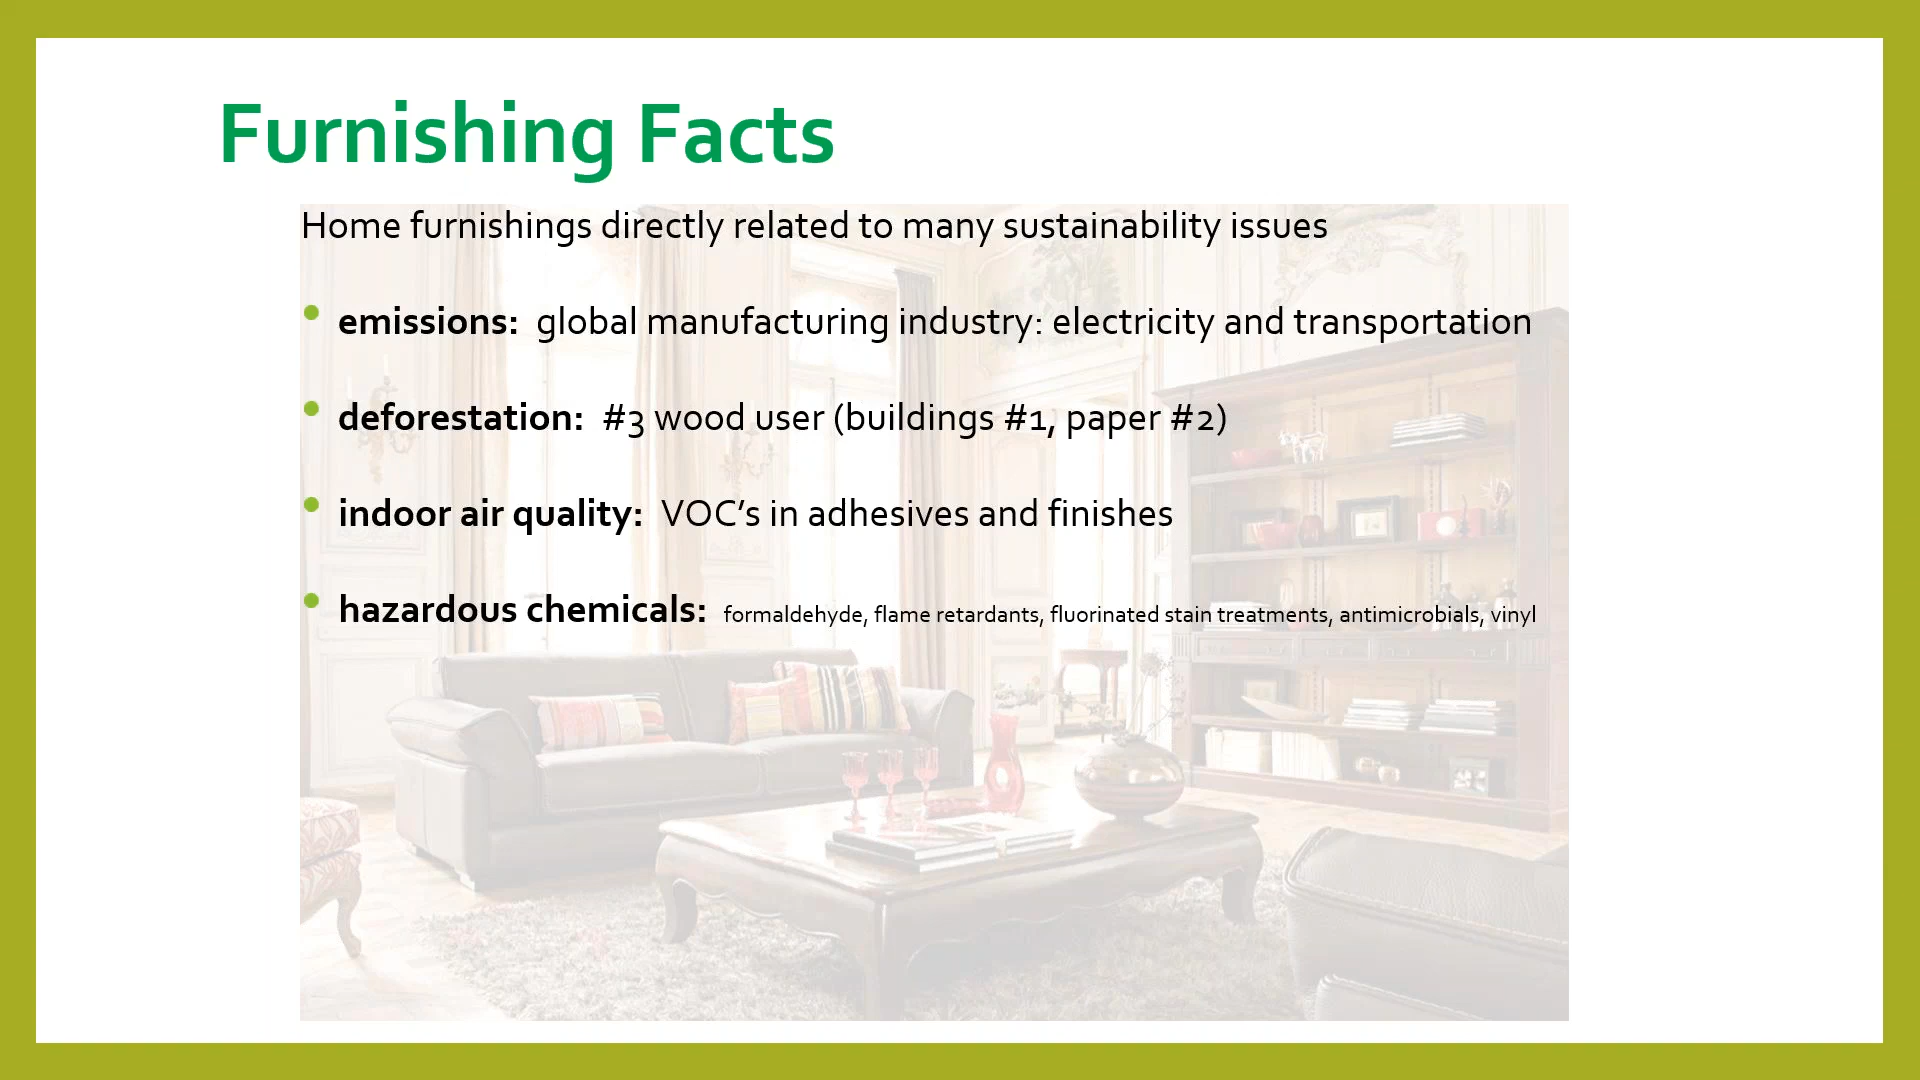 Furnishing Facts
Home furnishings directly related to many sustainability issues
• emissions: global manufacturing industry: electricity and transportation
• deforestation: #3 wood user (buildings #1, paper #2)
• indoor air quality: VOC’s in adhesives and finishes
• hazardous chemicals: formaldehyde, flame retardants, fluorinated stain treatments, antimicrobials, vinyl